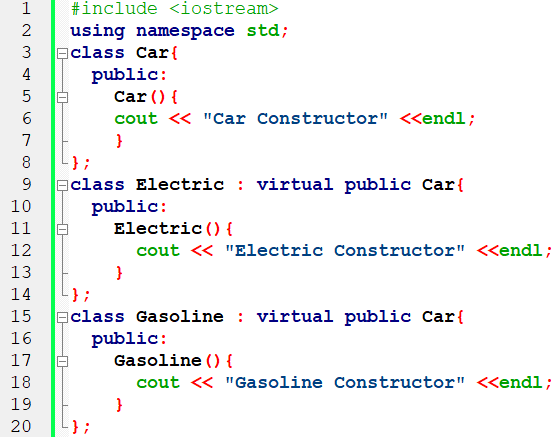 1 #include <iostream>
2 using namespace std;
3 class Car{
4 public:
5 Car(){
6 cout << "Car Constructor" <<endl;
7 }
8 };
9 class Electric : virtual public Car{
10 public:
11 Electric(){
12 cout << "Electric Constructor" <<endl;
13 }
14 };
15 class Gasoline : virtual public Car{
16 public:
17 Gasoline(){
18 cout << "Gasoline Constructor" <<endl;
19 }
20 };